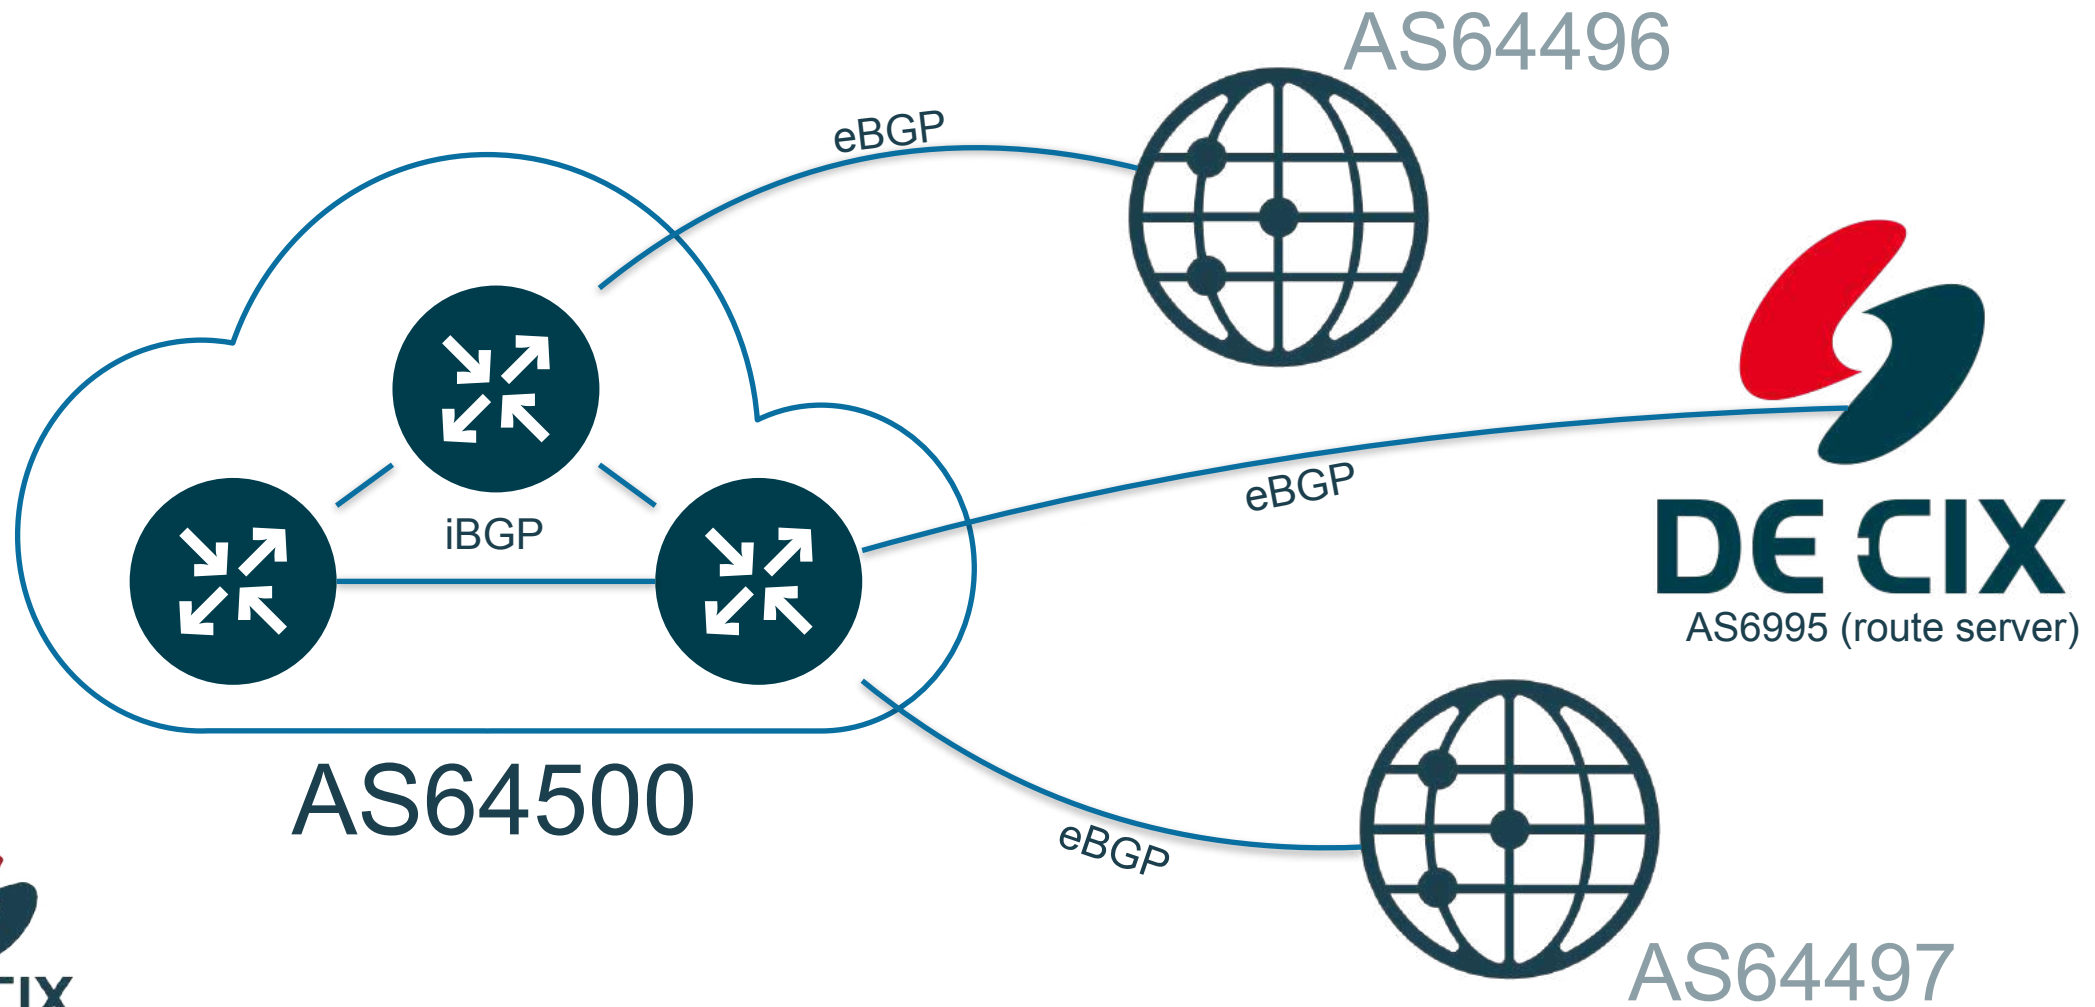 AS64496
eBGP
iBGP
eBGP
DE CIX
AS6995 (route server)
AS64500
eBGP
AS64497